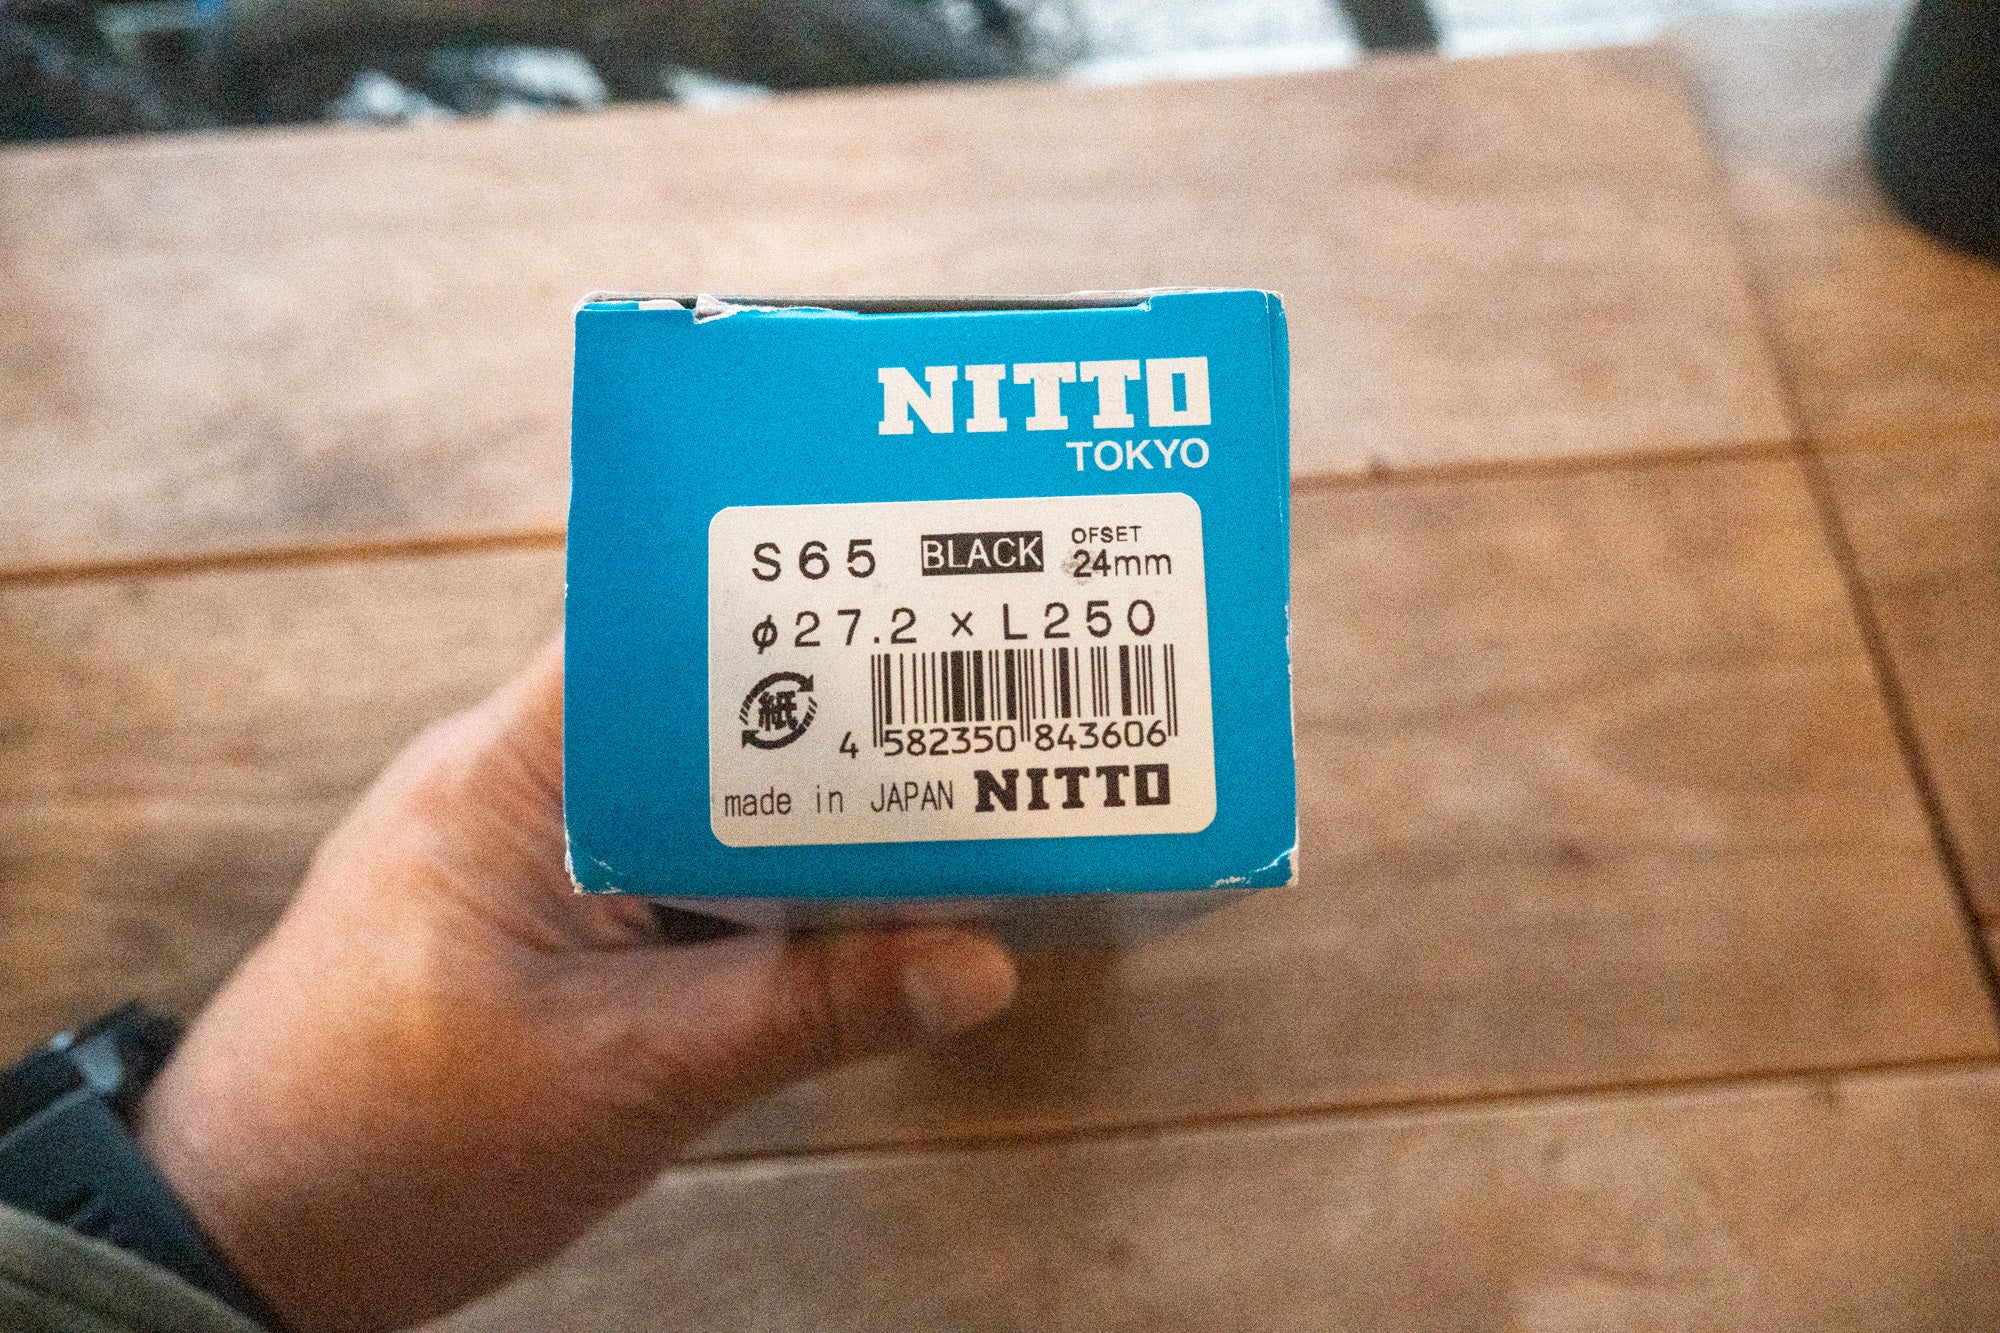 NITTO
TOKYO
S65 BLACK OFSET 24mm
φ27.2 × L250
紙
4 582350 843606
made in JAPAN NITTO